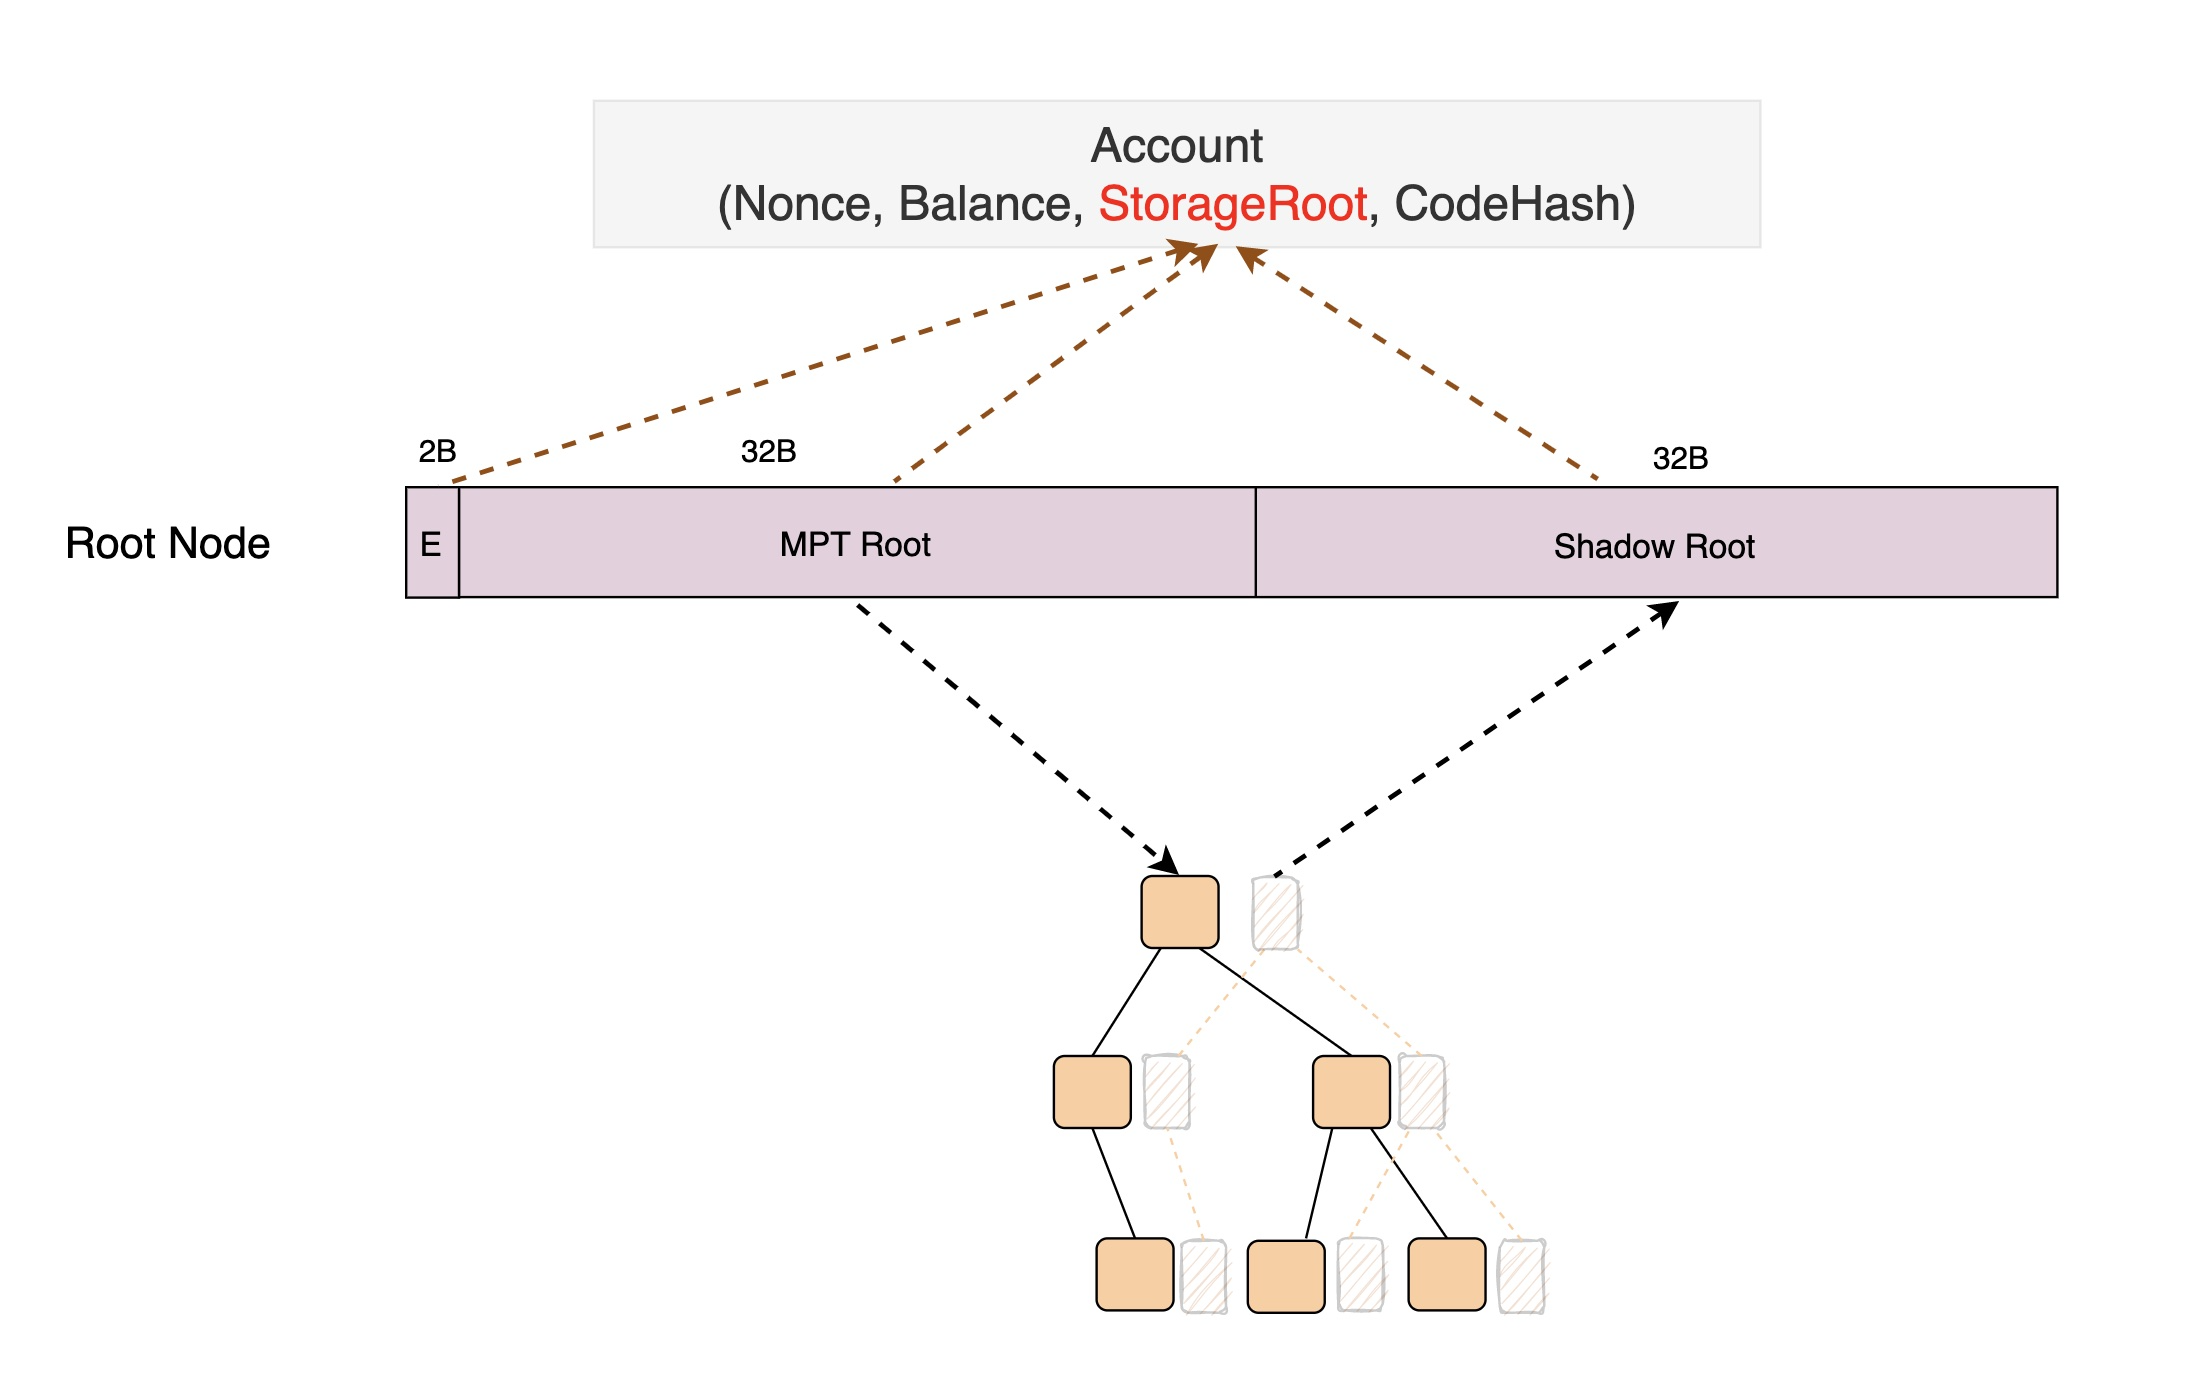 Account
(Nonce, Balance, StorageRoot, CodeHash)
2B
32B
32B
Root Node
E
MPT Root
Shadow Root